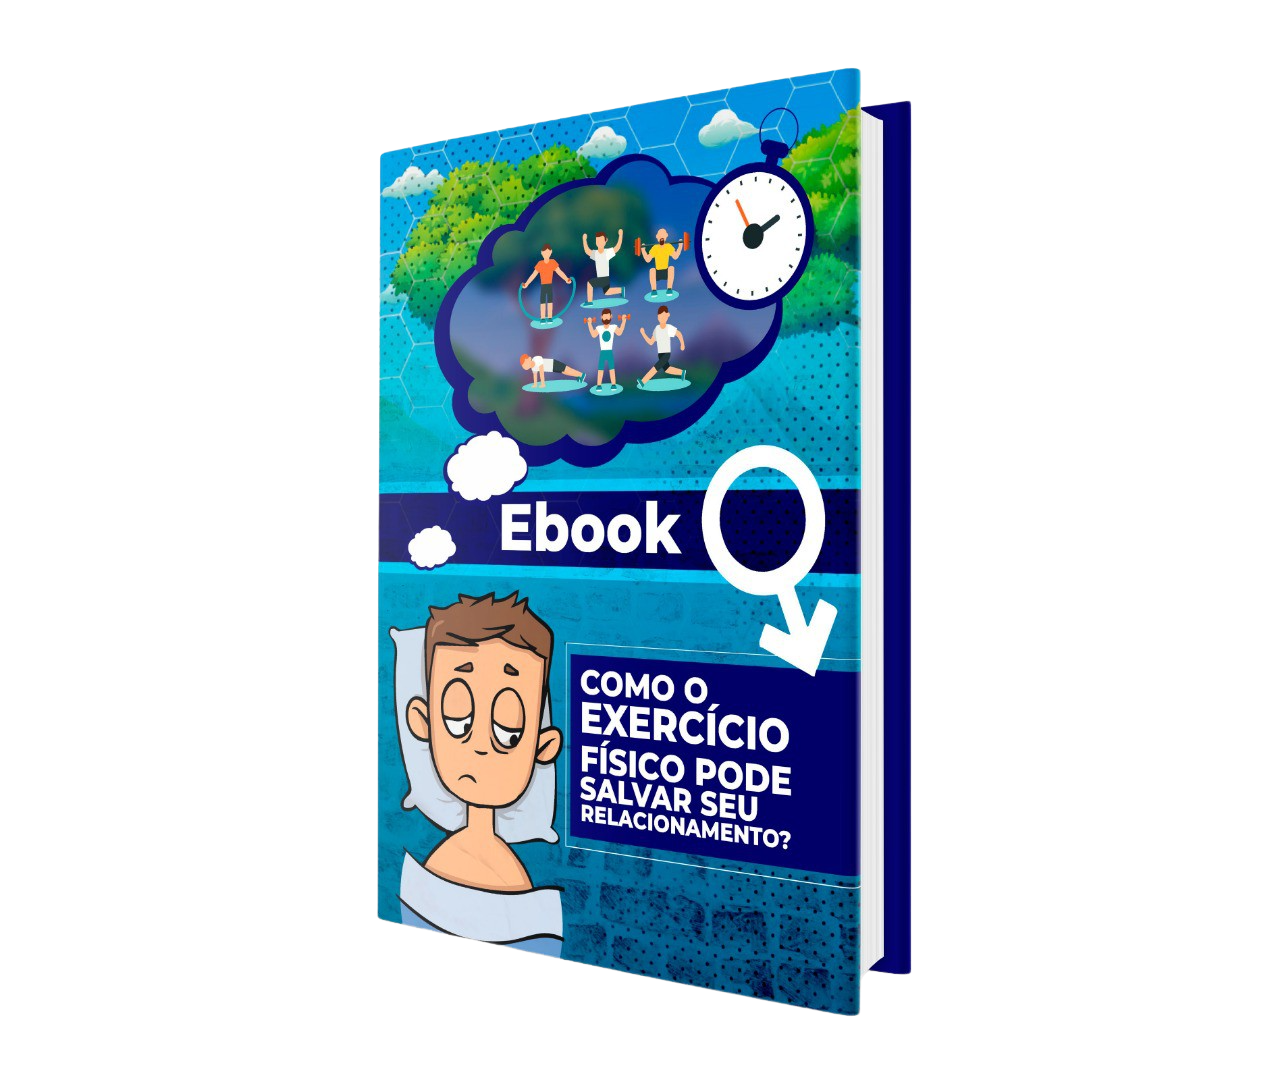 Ebook
COMO O
EXERCÍCIO
FÍSICO PODE
SALVAR SEU
RELACIONAMENTO?